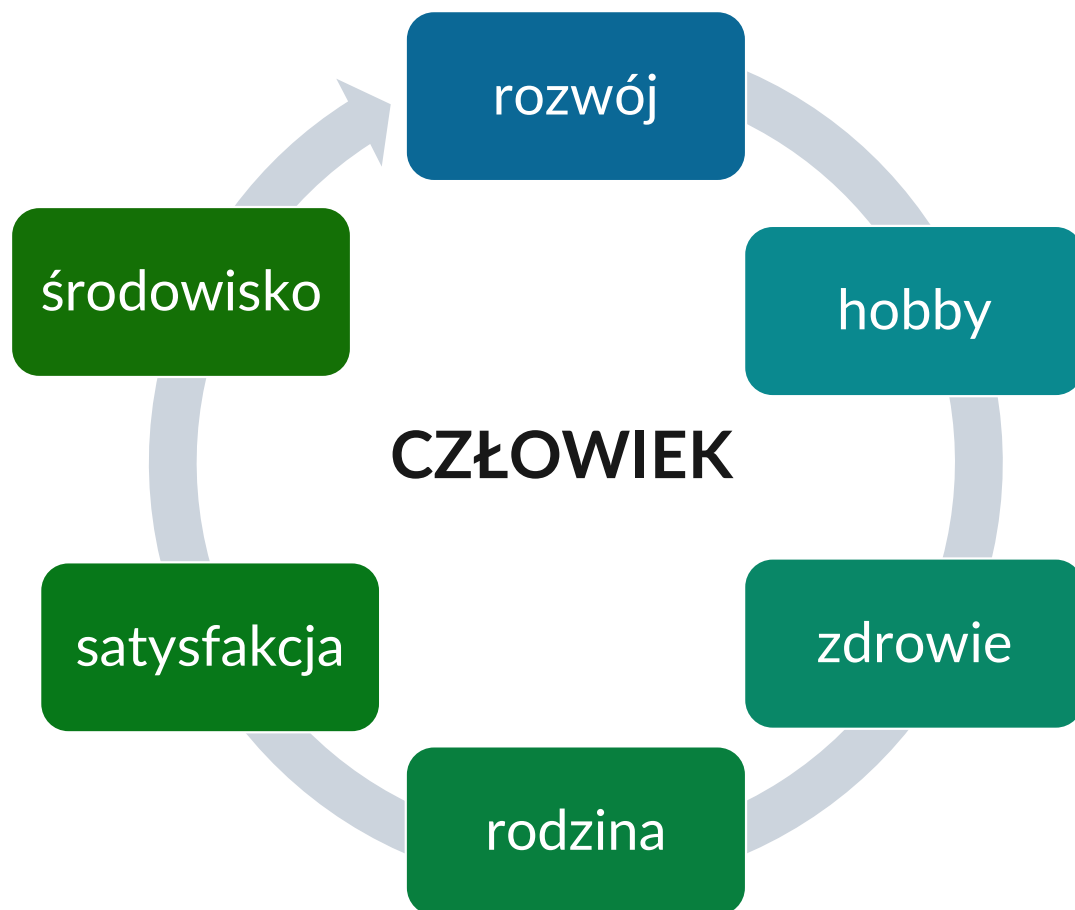 rozwój
hobby
zdrowie
rodzina
satysfakcja
środowisko
CZŁOWIEK